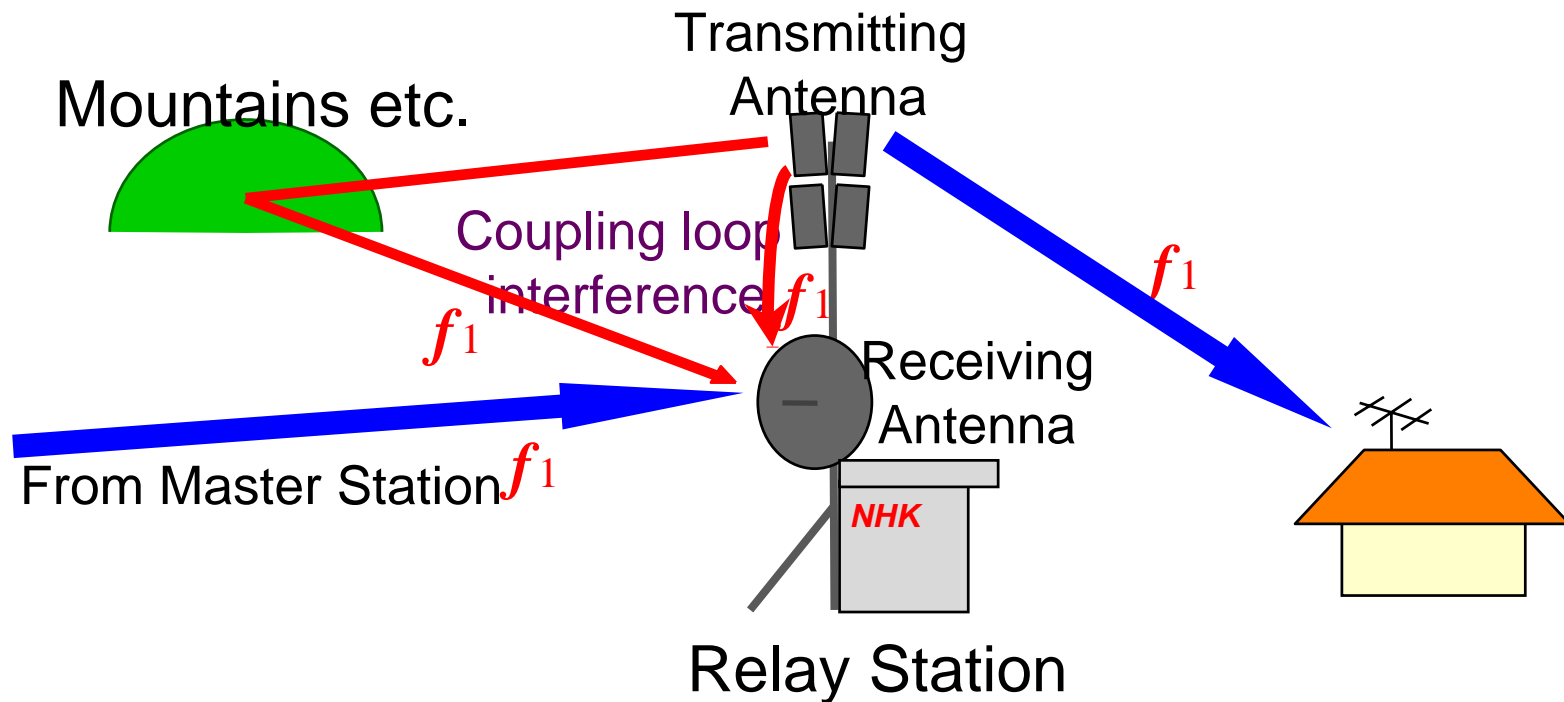 Transmitting
Antenna
Mountains etc.
Coupling loop
interference
f1
f1
f1
Receiving
Antenna
f1
From Master Station
NHK
Relay Station